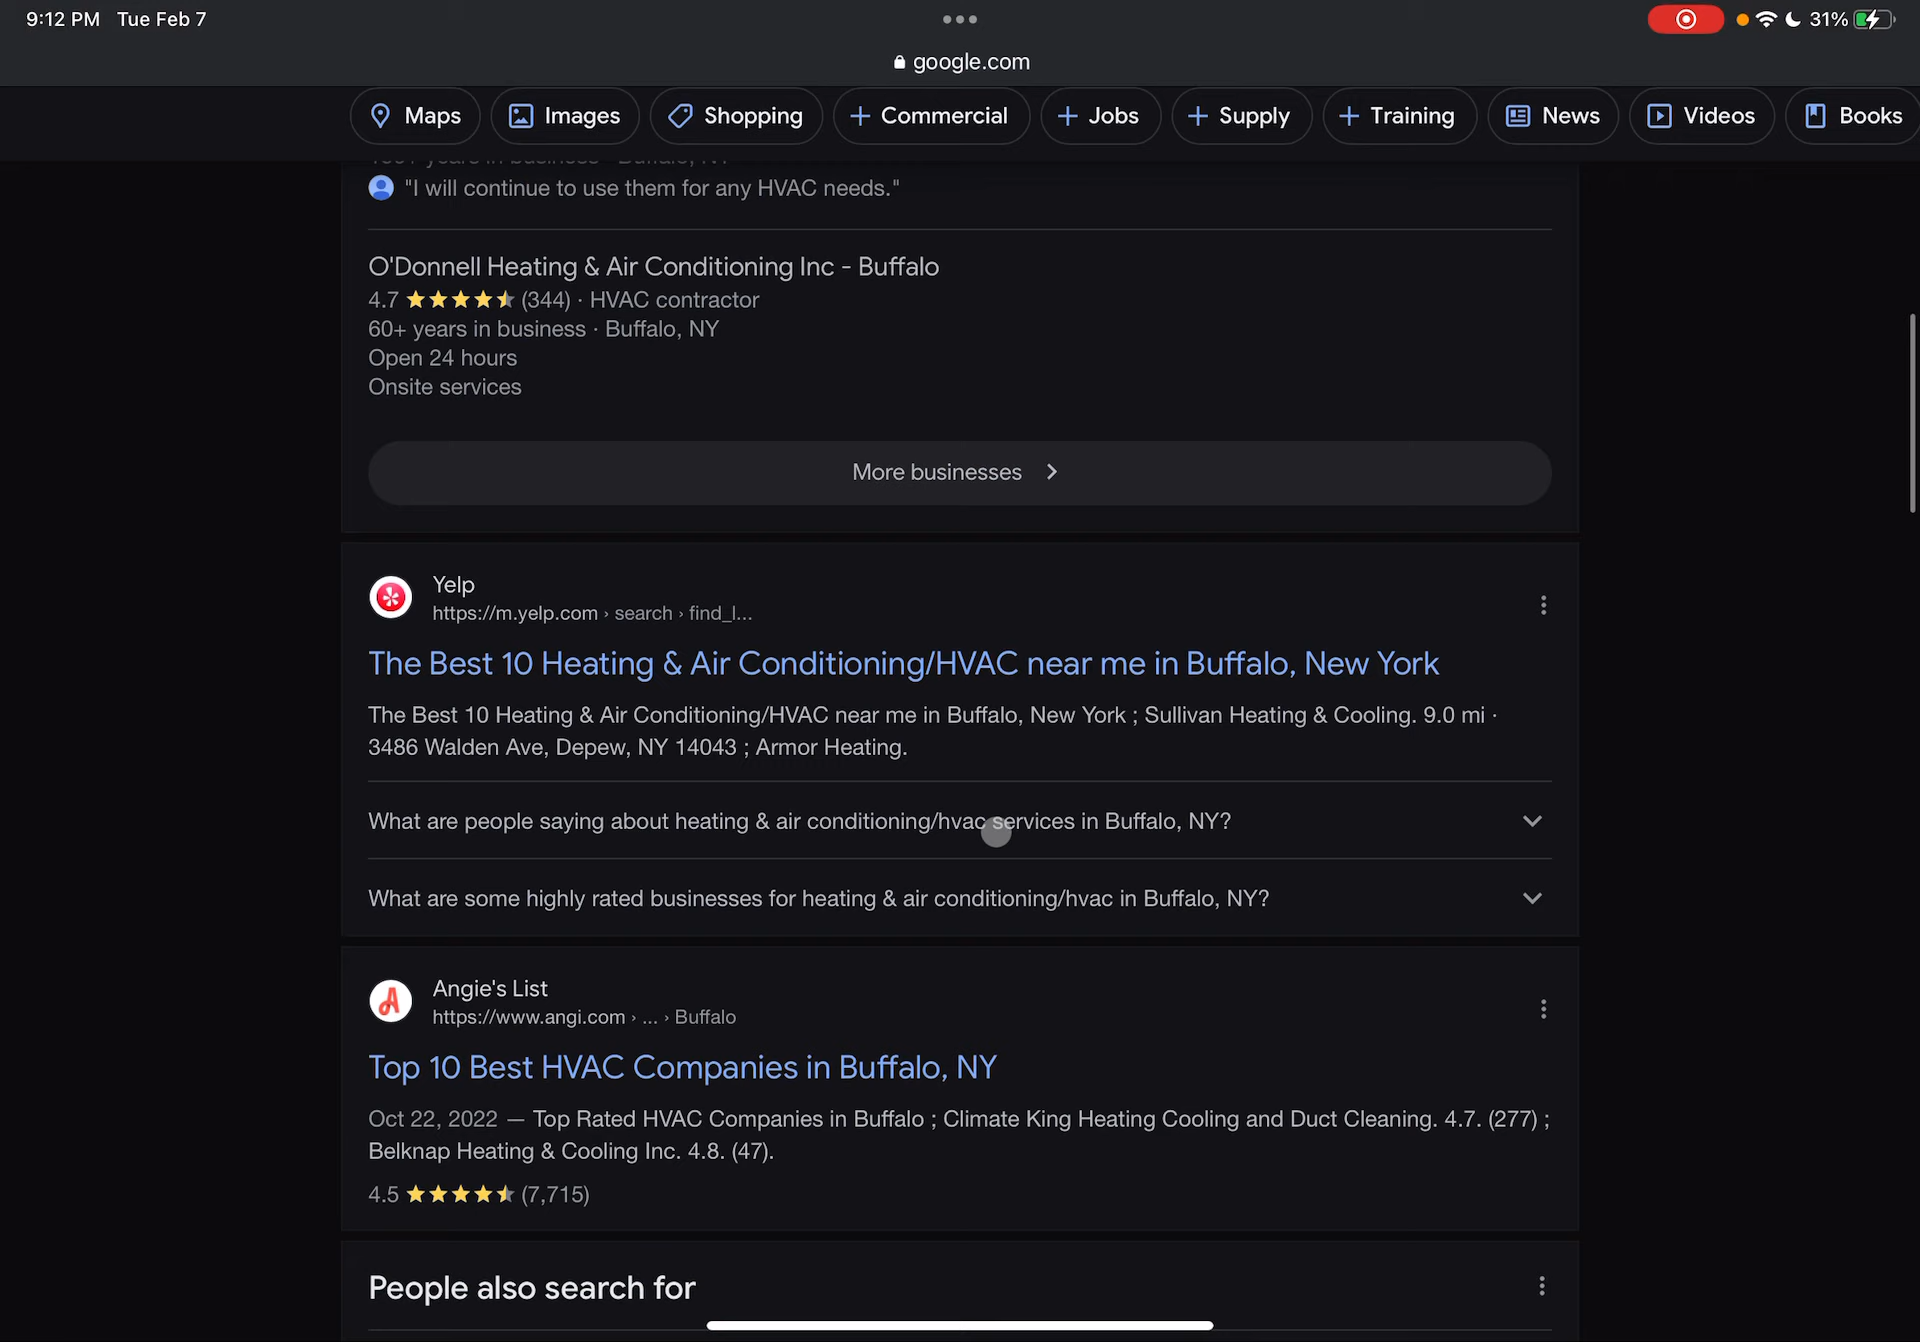 9:12 PM Tue Feb 7
31%
google.com
Maps Images Shopping Commercial Jobs Supply Training News Videos Books
"I will continue to use them for any HVAC needs."
O'Donnell Heating & Air Conditioning Inc - Buffalo
4.7 (344) · HVAC contractor
60+ years in business · Buffalo, NY
Open 24 hours
Onsite services
More businesses
Yelp
https://m.yelp.com › search › find_l...
The Best 10 Heating & Air Conditioning/HVAC near me in Buffalo, New York
The Best 10 Heating & Air Conditioning/HVAC near me in Buffalo, New York ; Sullivan Heating & Cooling. 9.0 mi ·
3486 Walden Ave, Depew, NY 14043 ; Armor Heating.
What are people saying about heating & air conditioning/hvac services in Buffalo, NY?
What are some highly rated businesses for heating & air conditioning/hvac in Buffalo, NY?
Angie's List
https://www.angi.com › ... › Buffalo
Top 10 Best HVAC Companies in Buffalo, NY
Oct 22, 2022 — Top Rated HVAC Companies in Buffalo ; Climate King Heating Cooling and Duct Cleaning. 4.7. (277) ;
Belknap Heating & Cooling Inc. 4.8. (47).
4.5 (7,715)
People also search for